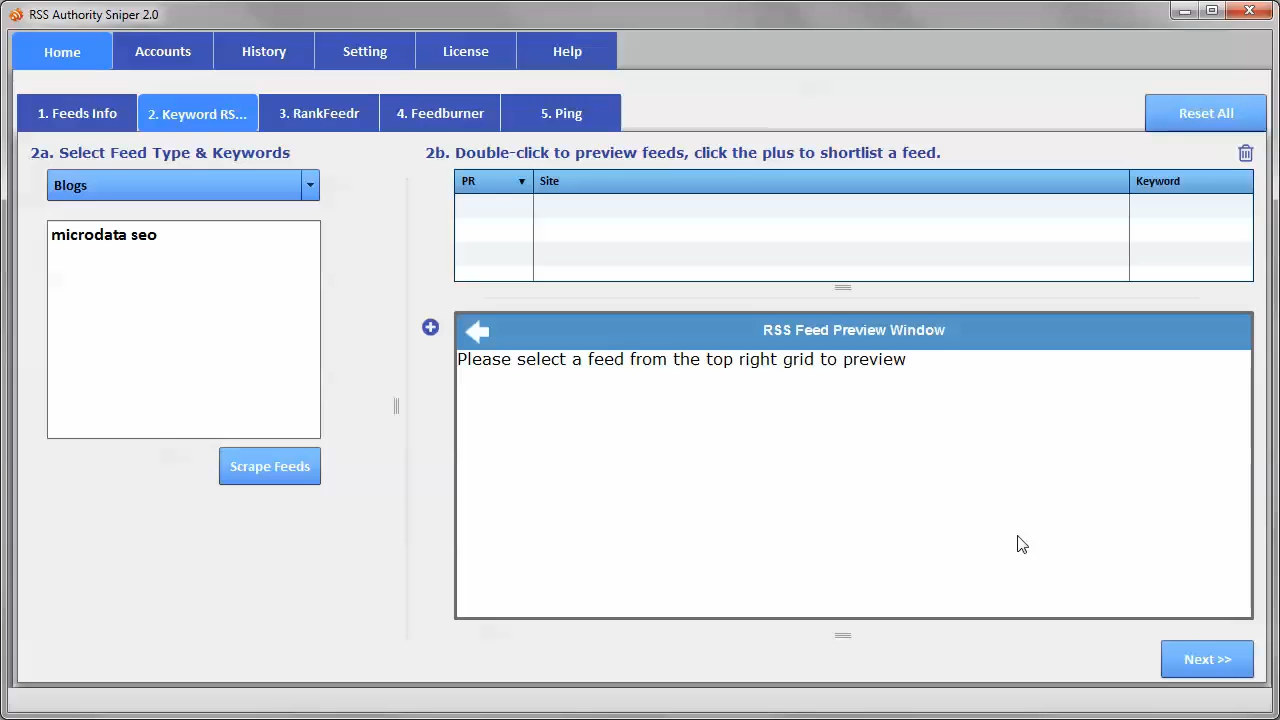 RSS Authority Sniper 2.0
Home Accounts History Setting License Help
1. Feeds Info 2. Keyword RS... 3. RankFeedr 4. Feedburner 5. Ping Reset All
2a. Select Feed Type & Keywords
Blogs
microdata seo
Scrape Feeds
2b. Double-click to preview feeds, click the plus to shortlist a feed.
PR Site Keyword
RSS Feed Preview Window
Please select a feed from the top right grid to preview
Next >>